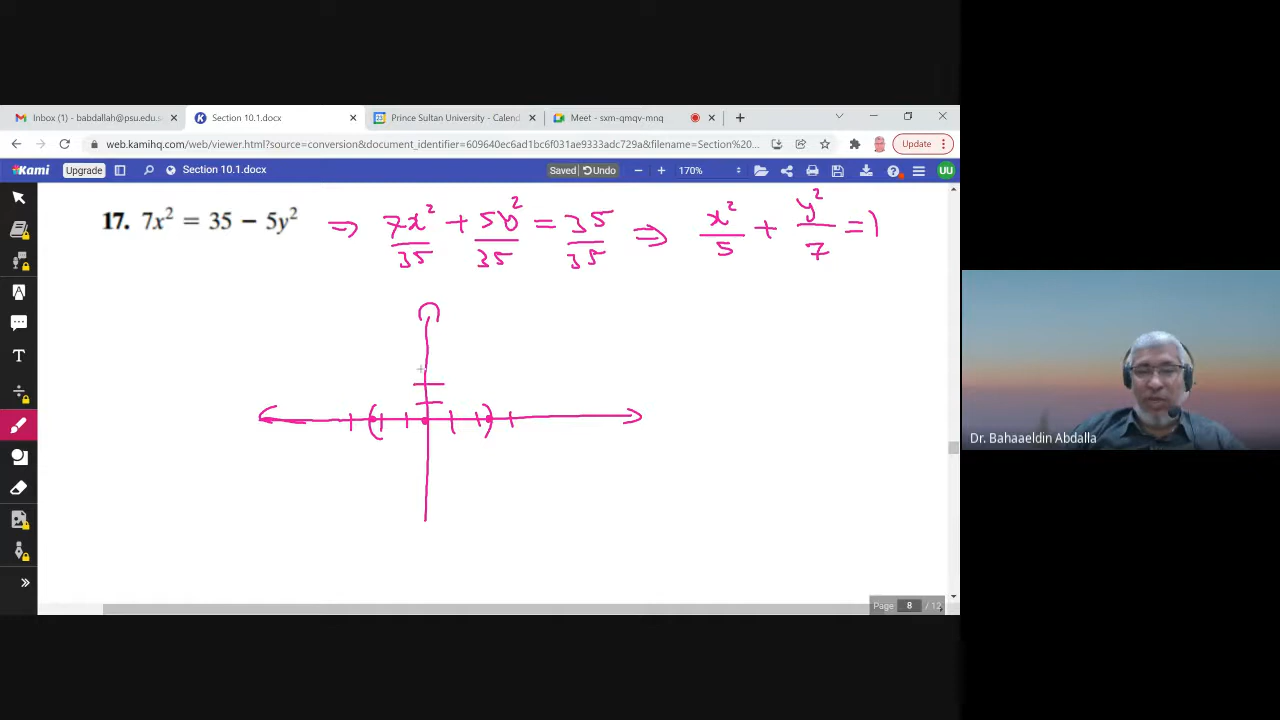 Inbox (1) - babdallah@psu.edu.s
Section 10.1.docx
Prince Sultan University - Calend
Meet - sxm-qmqv-mnq
www.kamihq.com/web/viewer.html?source=conversion&document_identifier=609640ec6ad1bc6f031ae9333adc729a&filename=Section%20...
Update
Kami
Upgrade
Section 10.1.docx
Saved
Undo
170%
UU
17. 7x² = 35 − 5y² ⇒ 7x²/35 + 5y²/35 = 35/35 ⇒ x²/5 + y²/7 = 1
Dr. Bahaaeldin Abdalla
Page 8 / 12